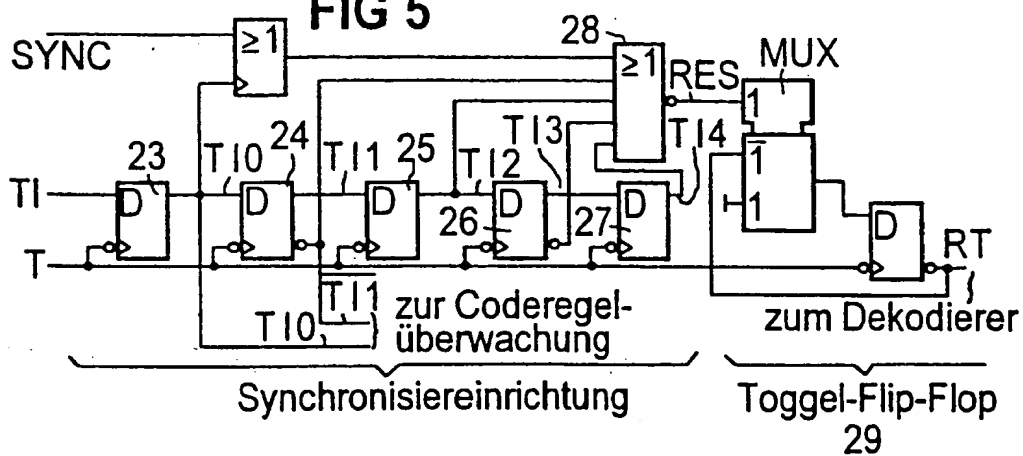 FIG 5
SYNC
≥1
28
≥1
RES
MUX
1
TI
23
D
TI0
24
D
TI1
25
D
TI2
TI3
26
D
27
D
TI4
1
1
D
RT
T
TI1
TI0
zur Coderegel-
überwachung
zum Dekodierer
Synchronisiereinrichtung
Toggel-Flip-Flop
29